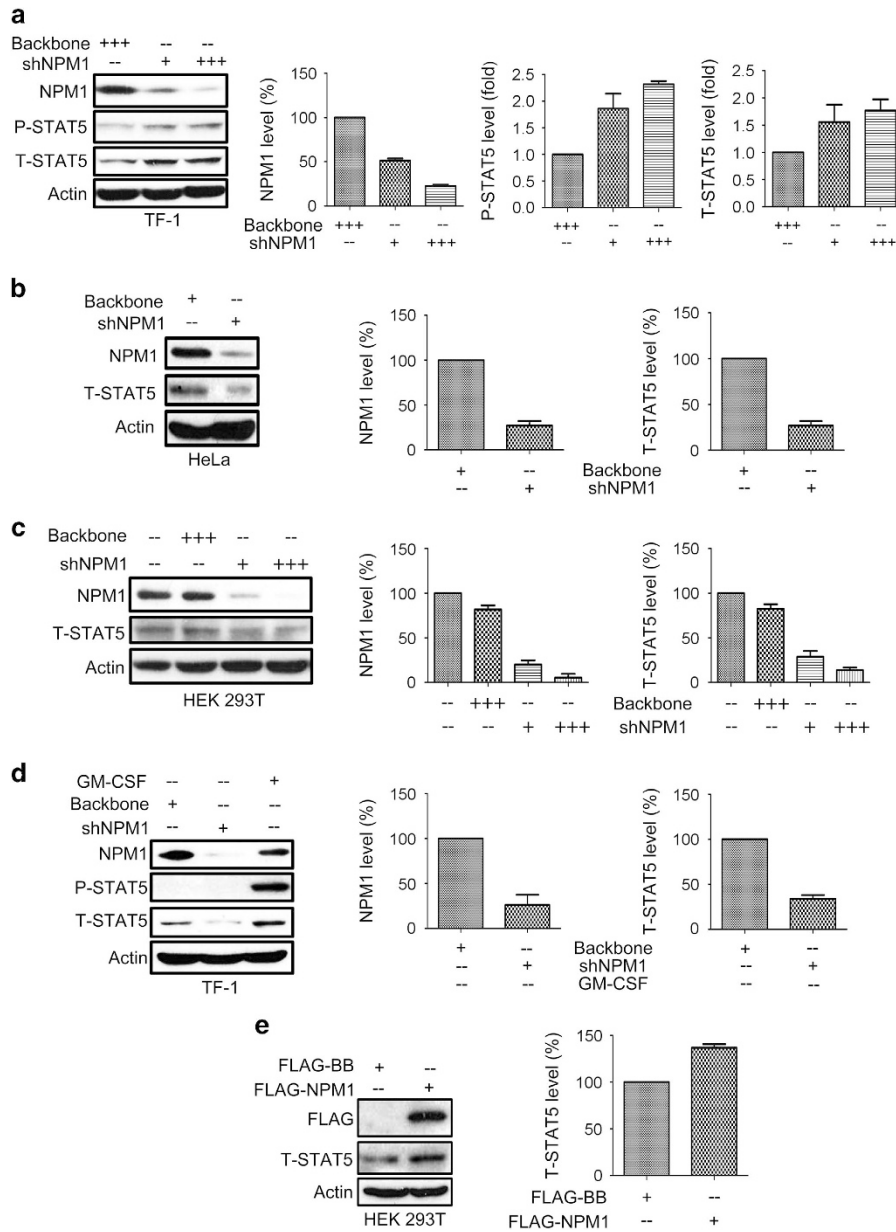 a
Backbone +++ -- --
shNPM1 -- + +++
NPM1
P-STAT5
T-STAT5
Actin
TF-1
NPM1 level (%)
150
100
50
0
Backbone +++ -- --
shNPM1 -- + +++
P-STAT5 level (fold)
2.5
2.0
1.5
1.0
0.5
0.0
+++ -- --
-- + +++
T-STAT5 level (fold)
2.5
2.0
1.5
1.0
0.5
0.0
+++ -- --
-- + +++
b
Backbone + --
shNPM1 -- +
NPM1
T-STAT5
Actin
HeLa
NPM1 level (%)
150
100
50
0
+ --
-- +
Backbone
shNPM1
T-STAT5 level (%)
150
100
50
0
+ --
-- +
c
Backbone -- +++ -- --
shNPM1 -- -- + +++
NPM1
T-STAT5
Actin
HEK 293T
NPM1 level (%)
150
100
50
0
-- +++ -- --
-- -- + +++
Backbone
shNPM1
T-STAT5 level (%)
150
100
50
0
-- +++ -- --
-- -- + +++
d
GM-CSF -- -- +
Backbone + -- --
shNPM1 -- + --
NPM1
P-STAT5
T-STAT5
Actin
TF-1
NPM1 level (%)
150
100
50
0
+ --
-- +
-- --
Backbone
shNPM1
GM-CSF
T-STAT5 level (%)
150
100
50
0
+ --
-- +
-- --
e
FLAG-BB + --
FLAG-NPM1 -- +
FLAG
T-STAT5
Actin
HEK 293T
T-STAT5 level (%)
150
100
50
0
FLAG-BB + --
FLAG-NPM1 -- +